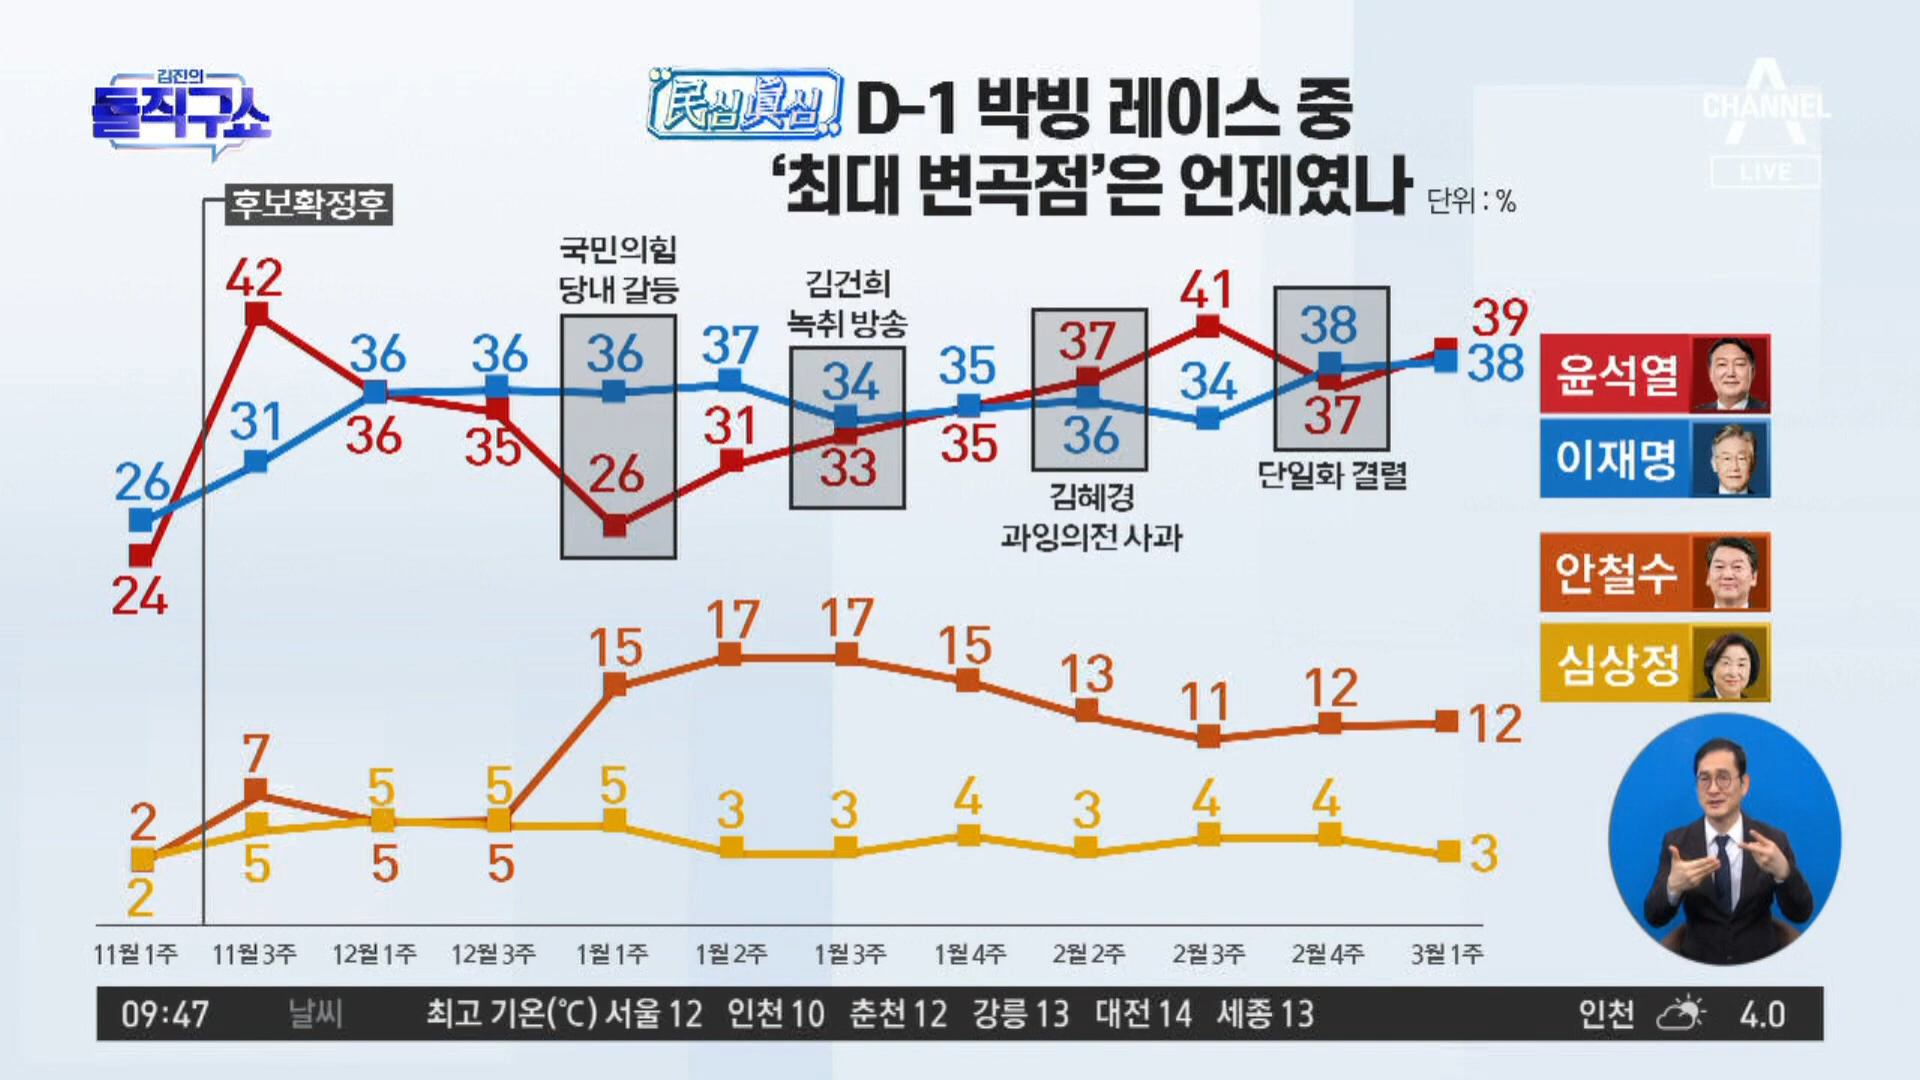 김진의
돌직구쇼
民심眞심
D-1 박빙 레이스 중
‘최대 변곡점’은 언제였나
단위 : %
CHANNEL A
LIVE
후보확정후
국민의힘
당내 갈등
김건희
녹취 방송
김혜경
과잉의전 사과
단일화 결렬
24 42 36 35 26 31 33 35 37 41 37 39
26 31 36 36 36 37 34 35 36 34 38 38
2 7 5 5 15 17 17 15 13 11 12 12
2 5 5 5 5 3 3 4 3 4 4 3
윤석열
이재명
안철수
심상정
11월 1주 11월 3주 12월 1주 12월 3주 1월 1주 1월 2주 1월 3주 1월 4주 2월 2주 2월 3주 2월 4주 3월 1주
09:47 날씨 최고 기온(℃) 서울 12 인천 10 춘천 12 강릉 13 대전 14 세종 13 인천 4.0